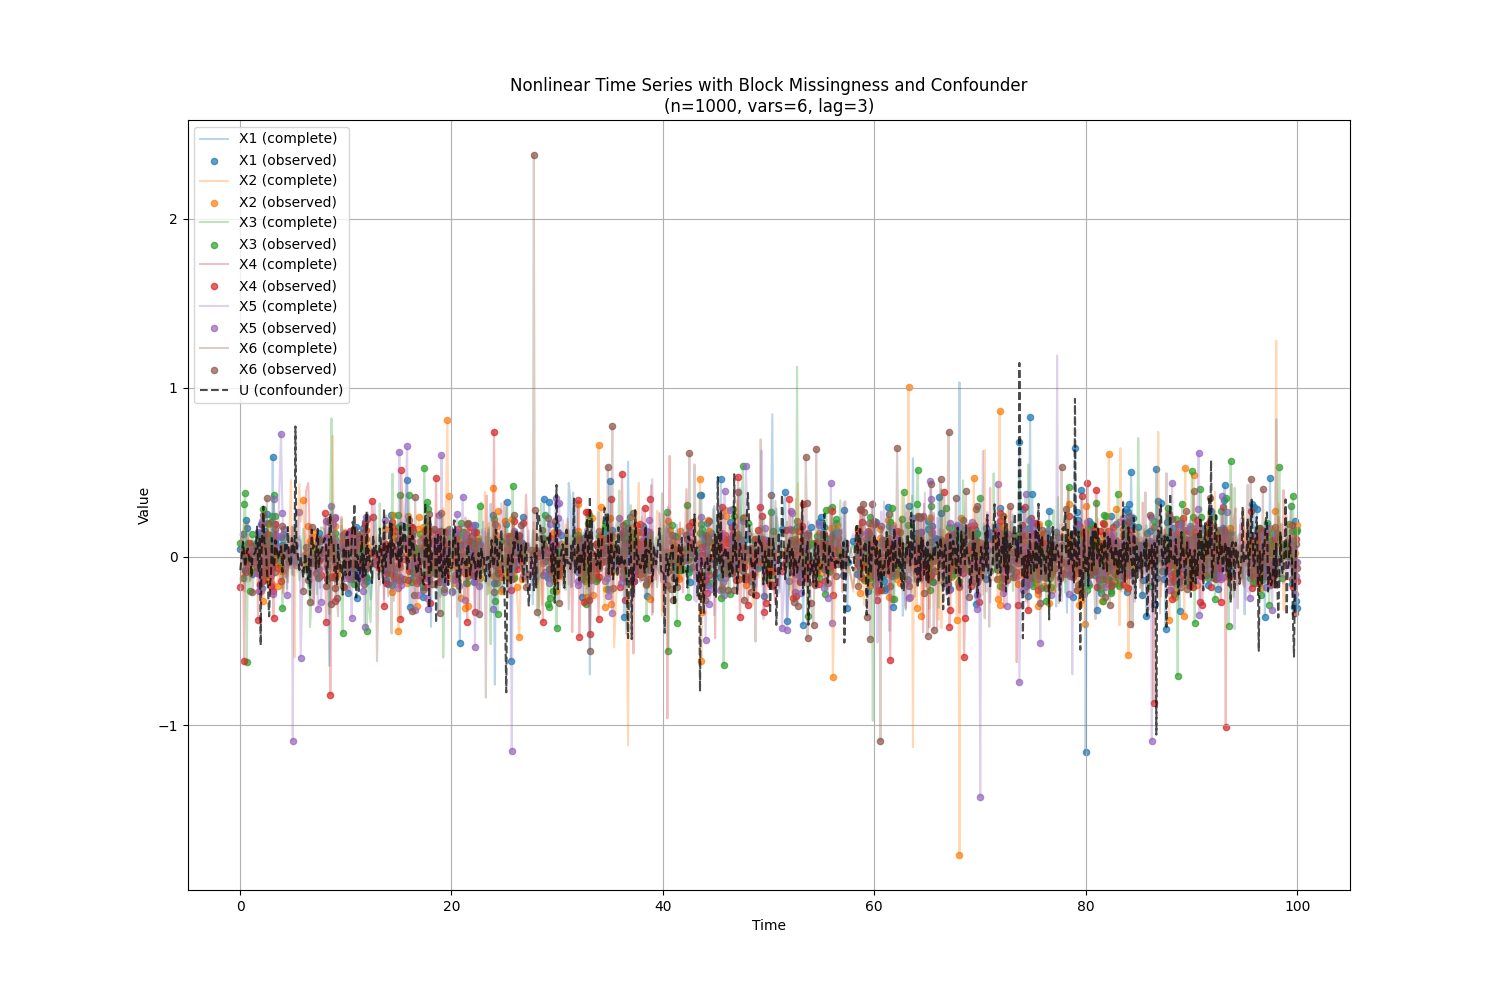 Nonlinear Time Series with Block Missingness and Confounder
(n=1000, vars=6, lag=3)
X1 (complete)
X1 (observed)
X2 (complete)
X2 (observed)
X3 (complete)
X3 (observed)
X4 (complete)
X4 (observed)
X5 (complete)
X5 (observed)
X6 (complete)
X6 (observed)
U (confounder)
2
1
0
−1
Value
0 20 40 60 80 100
Time